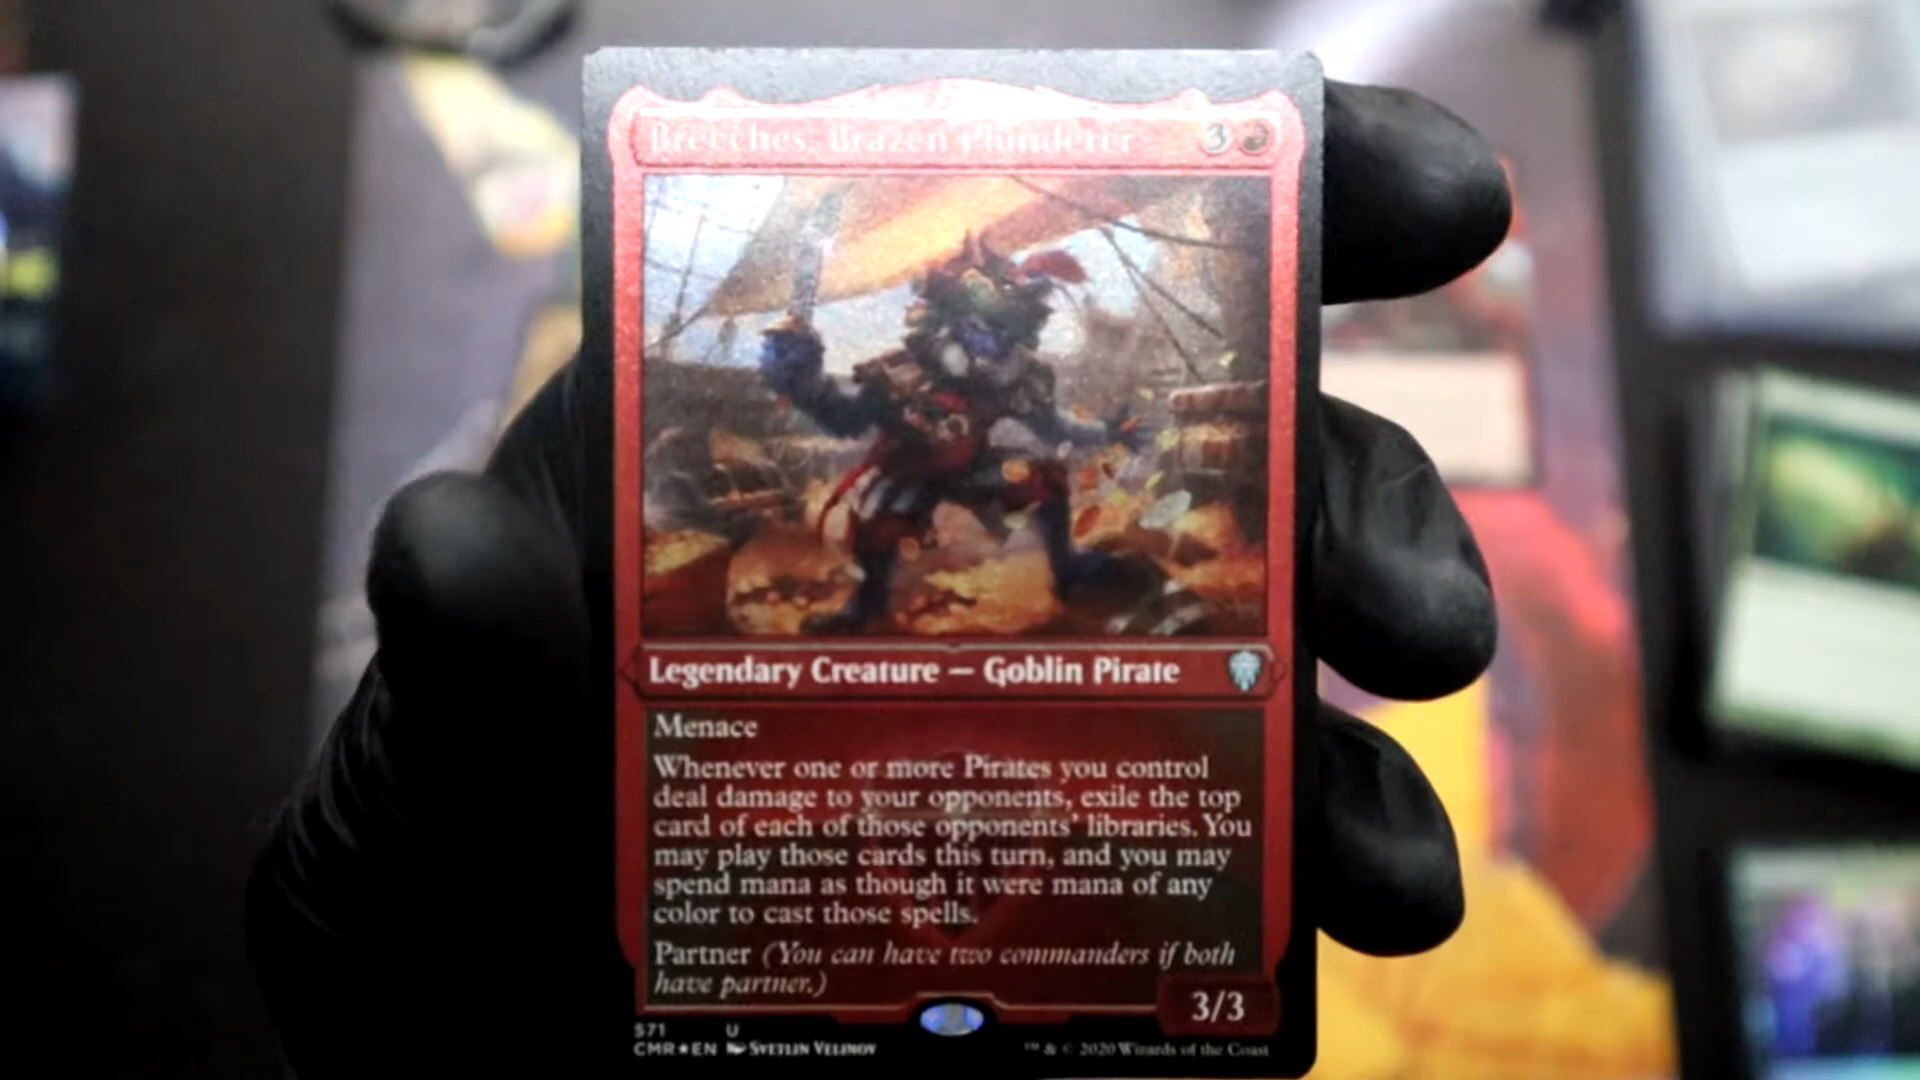 Breeches, Brazen Plunderer 3
Legendary Creature — Goblin Pirate
Menace
Whenever one or more Pirates you control
deal damage to your opponents, exile the top
card of each of those opponents' libraries. You
may play those cards this turn, and you may
spend mana as though it were mana of any
color to cast those spells.
Partner (You can have two commanders if both
have partner.)
3/3
571 U
CMR★EN Svetlin Velinov ™ & © 2020 Wizards of the Coast